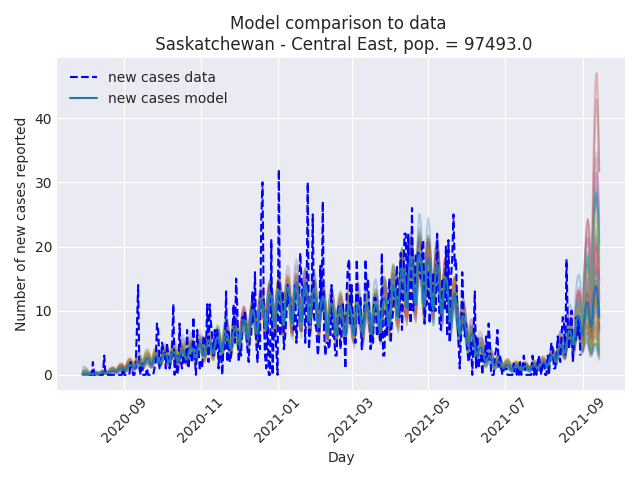 Model comparison to data
Saskatchewan - Central East, pop. = 97493.0
new cases data
new cases model
Number of new cases reported
40
30
20
10
0
2020-09
2020-11
2021-01
2021-03
2021-05
2021-07
2021-09
Day